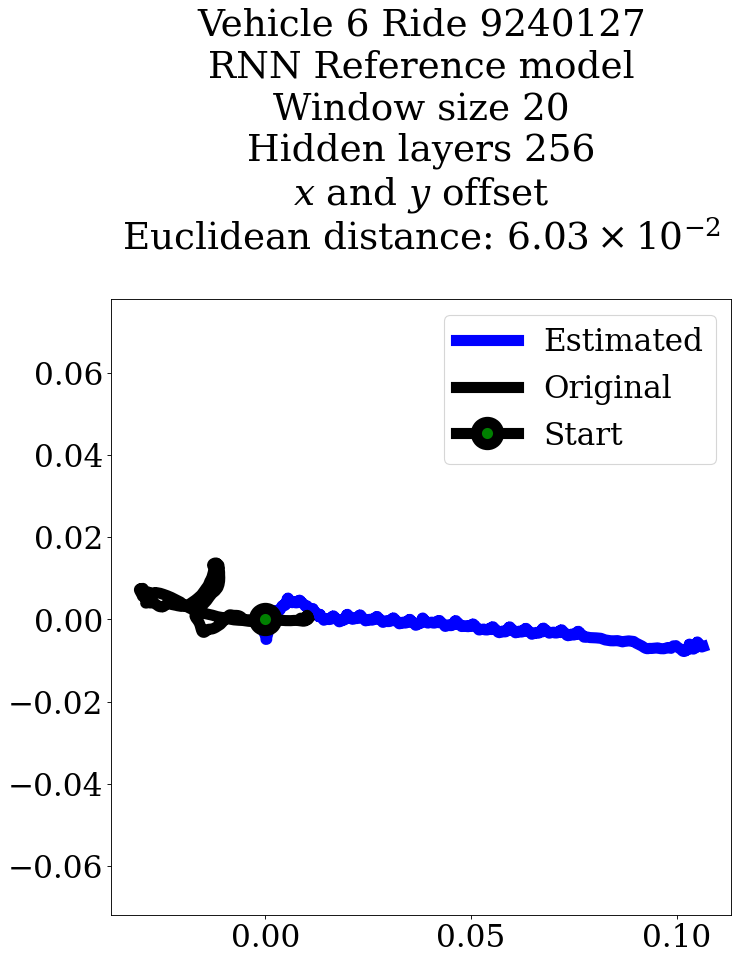 Vehicle 6 Ride 9240127
RNN Reference model
Window size 20
Hidden layers 256
x and y offset
Euclidean distance: 6.03 × 10⁻²
Estimated
Original
Start
0.06
0.04
0.02
0.00
−0.02
−0.04
−0.06
0.00 0.05 0.10